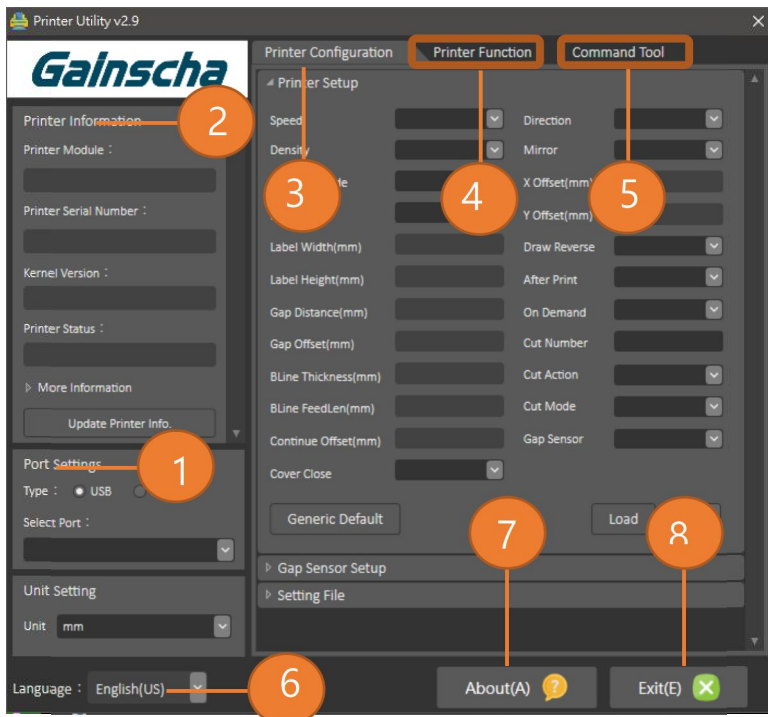 Printer Utility v2.9
Gainscha
Printer Configuration
Printer Function
Command Tool
Printer Information
2
Printer Module :
Printer Serial Number :
Kernel Version :
Printer Status :
More Information
Update Printer Info.
Port Settings
1
Type : USB
Select Port :
Unit Setting
Unit mm
Printer Setup
Speed
Direction
Density
Mirror
3
4
5
X Offset(mm)
Y Offset(mm)
Label Width(mm)
Draw Reverse
Label Height(mm)
After Print
Gap Distance(mm)
On Demand
Gap Offset(mm)
Cut Number
BLine Thickness(mm)
Cut Action
BLine FeedLen(mm)
Cut Mode
Continue Offset(mm)
Gap Sensor
Cover Close
Generic Default
7
Load
8
Gap Sensor Setup
Setting File
Language : English(US)
6
About(A) ?
Exit(E)